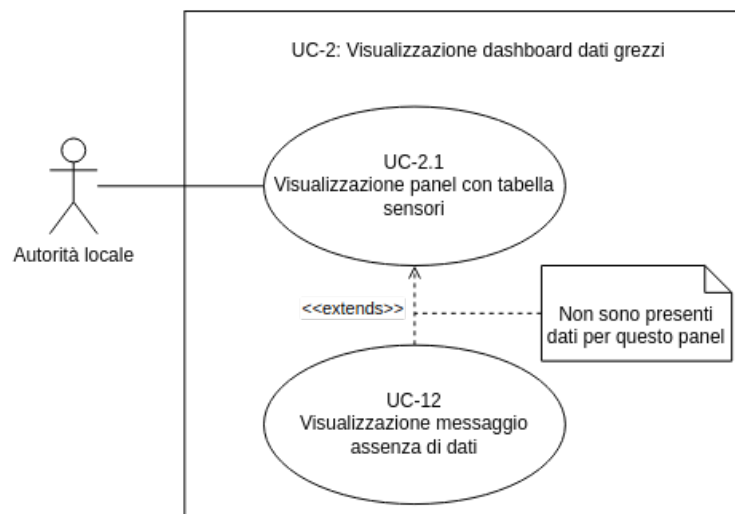 UC-2: Visualizzazione dashboard dati grezzi
UC-2.1
Visualizzazione panel con tabella
sensori
Autorità locale
<<extends>>
Non sono presenti
dati per questo panel
UC-12
Visualizzazione messaggio
assenza di dati